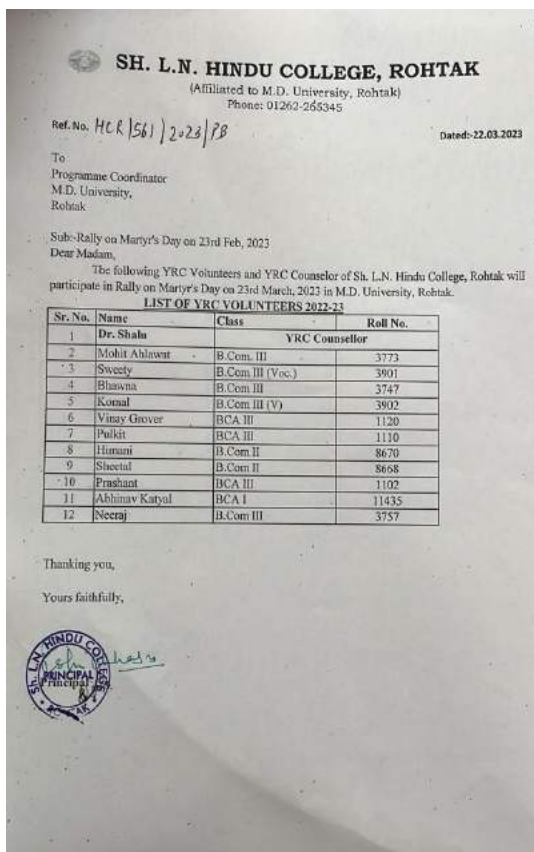 SH. L.N. HINDU COLLEGE, ROHTAK
(Affiliated to M.D. University, Rohtak)
Phone: 01262-265345
Ref. No. HCR/561/2023/PB
Dated:-22.03.2023
To
Programme Coordinator
M.D. University,
Rohtak
Sub:-Rally on Martyr's Day on 23rd Feb, 2023
Dear Madam,
The following YRC Volunteers and YRC Counselor of Sh. L.N. Hindu College, Rohtak will
participate in Rally on Martyr's Day on 23rd March, 2023 in M.D. University, Rohtak.
LIST OF YRC VOLUNTEERS 2022-23
Sr. No. Name Class Roll No.
1 Dr. Shalu YRC Counsellor
2 Mohit Ahlawat B.Com. III 3773
3 Sweety B.Com III (Voc.) 3901
4 Bhawna B.Com III 3747
5 Komal B.Com III (V) 3902
6 Vinay Grover BCA III 1120
7 Pulkit BCA III 1110
8 Himani B.Com II 8670
9 Sheetal B.Com II 8668
10 Prashant BCA III 1102
11 Abhinav Katyal BCA I 11435
12 Neeraj B.Com III 3757
Thanking you,
Yours faithfully,
Sh. L.N. HINDU COLLEGE
PRINCIPAL
Principal
ROHTAK